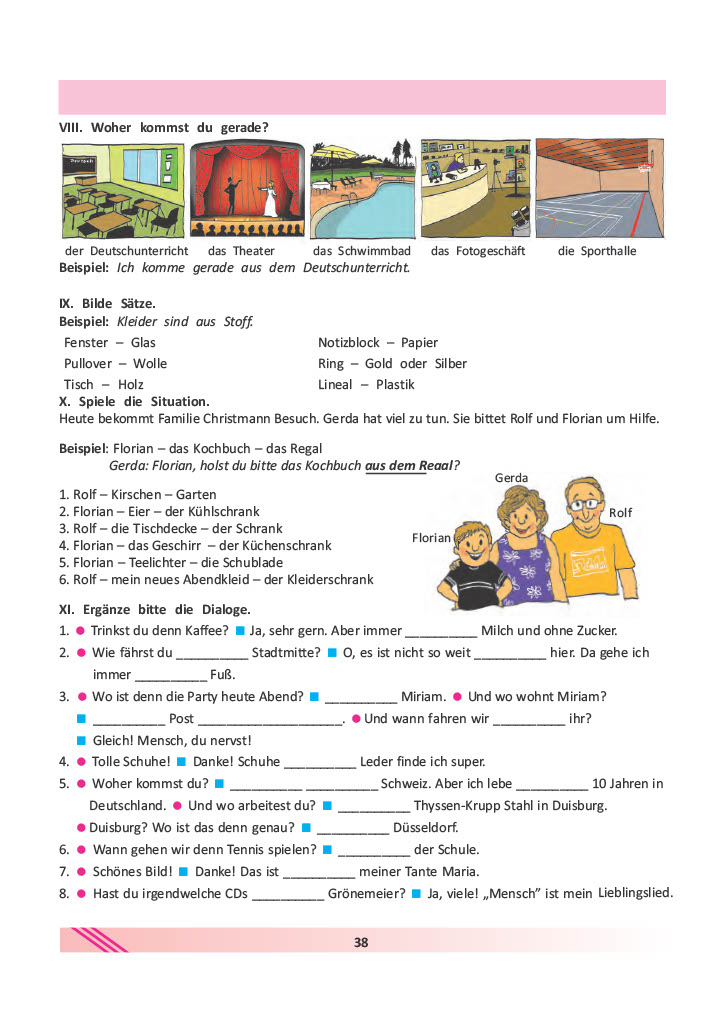 VIII. Woher kommst du gerade?
Deutsch
der Deutschunterricht das Theater das Schwimmbad das Fotogeschäft die Sporthalle
Beispiel: Ich komme gerade aus dem Deutschunterricht.
IX. Bilde Sätze.
Beispiel: Kleider sind aus Stoff.
Fenster – Glas Notizblock – Papier
Pullover – Wolle Ring – Gold oder Silber
Tisch – Holz Lineal – Plastik
X. Spiele die Situation.
Heute bekommt Familie Christmann Besuch. Gerda hat viel zu tun. Sie bittet Rolf und Florian um Hilfe.
Beispiel: Florian – das Kochbuch – das Regal
Gerda: Florian, holst du bitte das Kochbuch aus dem Regal?
Gerda
Rolf
Florian
1. Rolf – Kirschen – Garten
2. Florian – Eier – der Kühlschrank
3. Rolf – die Tischdecke – der Schrank
4. Florian – das Geschirr – der Küchenschrank
5. Florian – Teelichter – die Schublade
6. Rolf – mein neues Abendkleid – der Kleiderschrank
XI. Ergänze bitte die Dialoge.
1. ● Trinkst du denn Kaffee? ■ Ja, sehr gern. Aber immer __________ Milch und ohne Zucker.
2. ● Wie fährst du __________ Stadtmitte? ■ O, es ist nicht so weit __________ hier. Da gehe ich
immer __________ Fuß.
3. ● Wo ist denn die Party heute Abend? ■ __________ Miriam. ● Und wo wohnt Miriam?
■ __________ Post ____________________. ● Und wann fahren wir __________ ihr?
■ Gleich! Mensch, du nervst!
4. ● Tolle Schuhe! ■ Danke! Schuhe __________ Leder finde ich super.
5. ● Woher kommst du? ■ __________ __________ Schweiz. Aber ich lebe __________ 10 Jahren in
Deutschland. ● Und wo arbeitest du? ■ __________ Thyssen-Krupp Stahl in Duisburg.
● Duisburg? Wo ist das denn genau? ■ __________ Düsseldorf.
6. ● Wann gehen wir denn Tennis spielen? ■ __________ der Schule.
7. ● Schönes Bild! ■ Danke! Das ist __________ meiner Tante Maria.
8. ● Hast du irgendwelche CDs __________ Grönemeier? ■ Ja, viele! „Mensch” ist mein Lieblingslied.
38